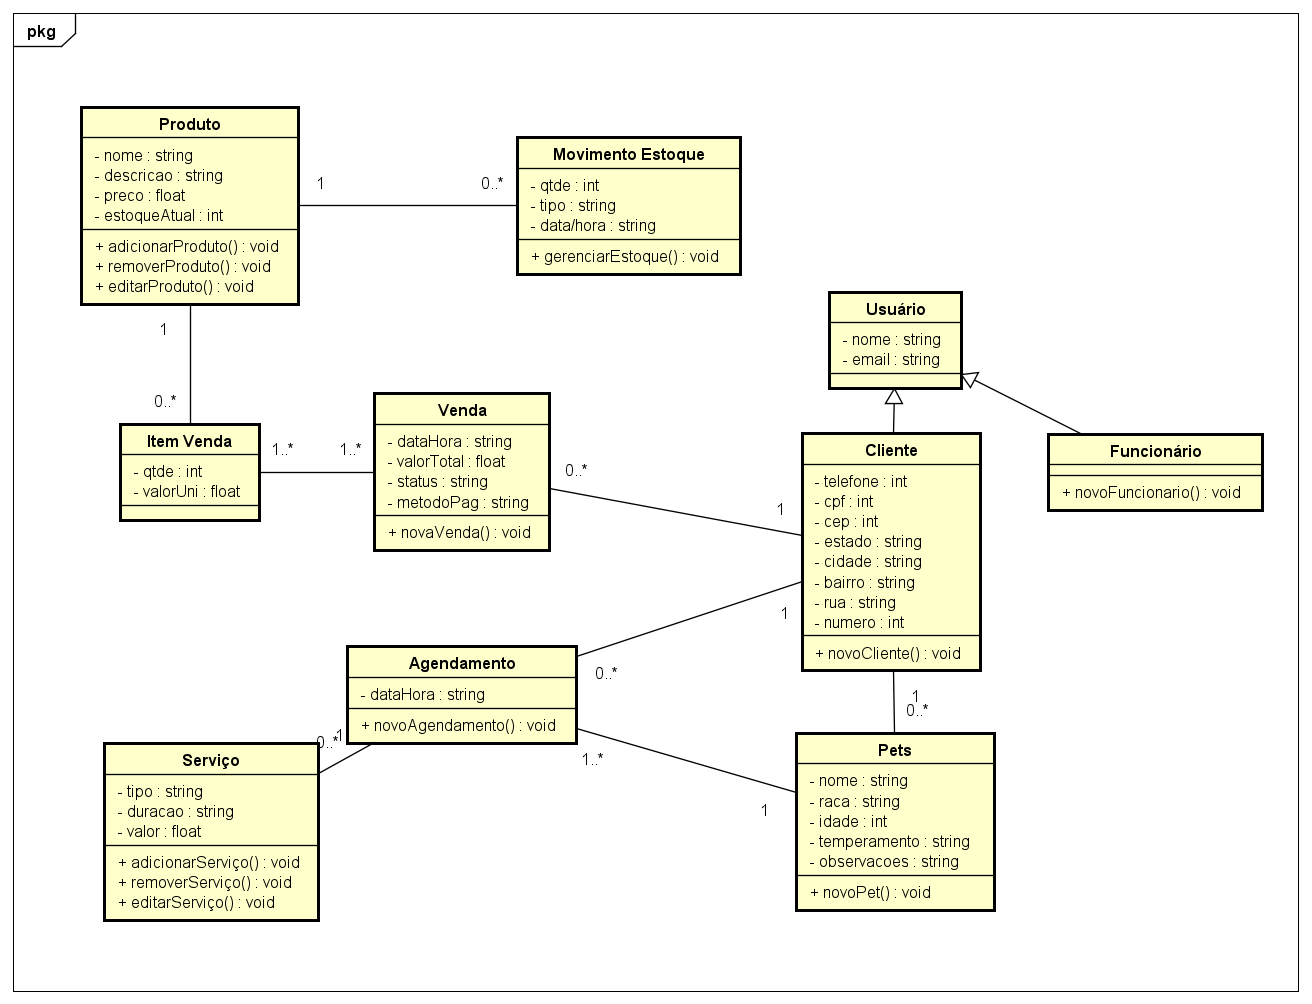 pkg
Produto
- nome : string
- descricao : string
- preco : float
- estoqueAtual : int
+ adicionarProduto() : void
+ removerProduto() : void
+ editarProduto() : void
1
0..*
Movimento Estoque
- qtde : int
- tipo : string
- data/hora : string
+ gerenciarEstoque() : void
1
0..*
Usuário
- nome : string
- email : string
Item Venda
- qtde : int
- valorUni : float
1..*
1..*
Venda
- dataHora : string
- valorTotal : float
- status : string
- metodoPag : string
+ novaVenda() : void
0..*
1
Cliente
- telefone : int
- cpf : int
- cep : int
- estado : string
- cidade : string
- bairro : string
- rua : string
- numero : int
+ novoCliente() : void
Funcionário
+ novoFuncionario() : void
1
0..*
Agendamento
- dataHora : string
+ novoAgendamento() : void
1
0..*
0..*
1
1..*
1
Serviço
- tipo : string
- duracao : string
- valor : float
+ adicionarServiço() : void
+ removerServiço() : void
+ editarServiço() : void
Pets
- nome : string
- raca : string
- idade : int
- temperamento : string
- observacoes : string
+ novoPet() : void